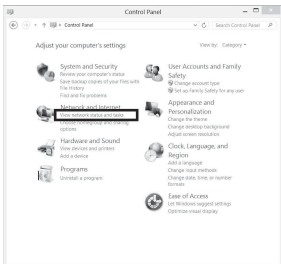 Control Panel
Control Panel
Search Control Panel
Adjust your computer's settings
View by: Category
System and Security
Review your computer's status
Save backup copies of your files with
File History
Find and fix problems
Network and Internet
View network status and tasks
Choose homegroup and sharing
options
Hardware and Sound
View devices and printers
Add a device
Programs
Uninstall a program
User Accounts and Family
Safety
Change account type
Set up Family Safety for any user
Appearance and
Personalization
Change the theme
Change desktop background
Adjust screen resolution
Clock, Language, and
Region
Add a language
Change input methods
Change date, time, or number
formats
Ease of Access
Let Windows suggest settings
Optimize visual display